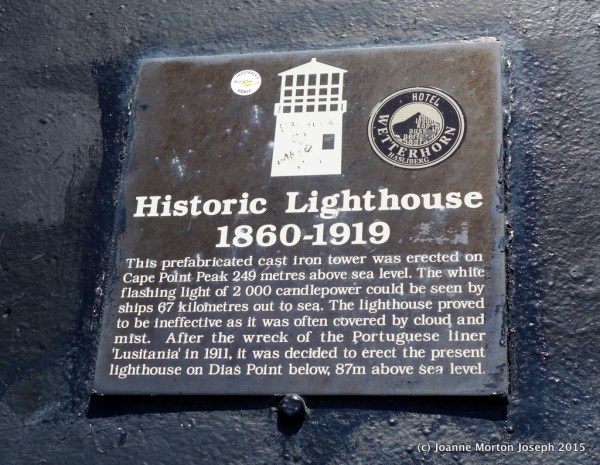 HOTEL
WETTERHORN
HASLIBERG
Historic Lighthouse
1860-1919
This prefabricated cast iron tower was erected on
Cape Point Peak 249 metres above sea level. The white
flashing light of 2 000 candlepower could be seen by
ships 67 kilometres out to sea. The lighthouse proved
to be ineffective as it was often covered by cloud and
mist. After the wreck of the Portuguese liner
'Lusitania' in 1911, it was decided to erect the present
lighthouse on Dias Point below, 87m above sea level.
(c) Joanne Morton Joseph 2015